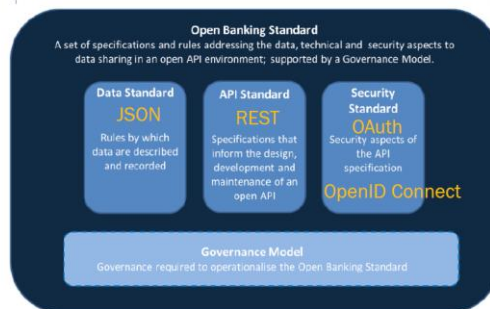 Open Banking Standard
A set of specifications and rules addressing the data, technical and security aspects to
data sharing in an open API environment; supported by a Governance Model.
Data Standard
JSON
Rules by which
data are described
and recorded
API Standard
REST
Specifications that
inform the design,
development and
maintenance of an
open API
Security
Standard
OAuth
Security aspects of
the API
specification
OpenID Connect
Governance Model
Governance required to operationalise the Open Banking Standard